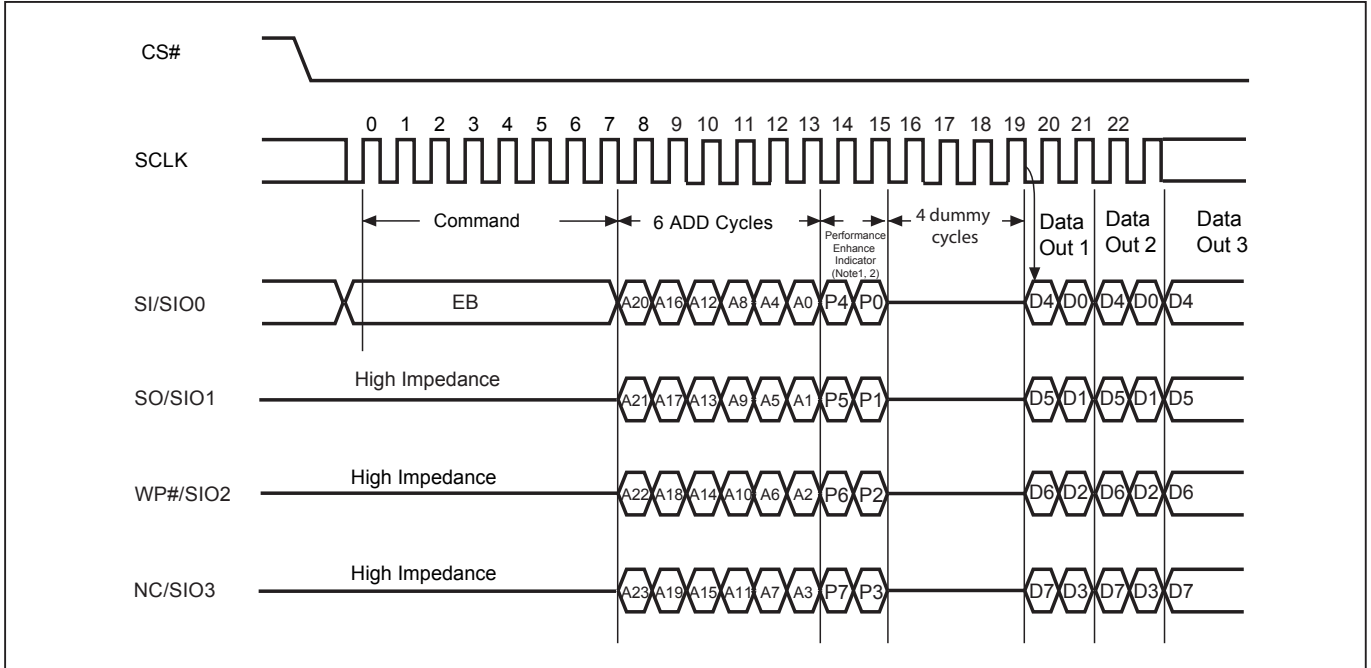 CS#
0 1 2 3 4 5 6 7 8 9 10 11 12 13 14 15 16 17 18 19 20 21 22
SCLK
Command
6 ADD Cycles
Performance
Enhance
Indicator
(Note1, 2)
4 dummy
cycles
Data
Out 1
Data
Out 2
Data
Out 3
SI/SIO0
EB
A20 A16 A12 A8 A4 A0 P4 P0 D4 D0 D4 D0 D4
High Impedance
SO/SIO1
A21 A17 A13 A9 A5 A1 P5 P1 D5 D1 D5 D1 D5
High Impedance
WP#/SIO2
A22 A18 A14 A10 A6 A2 P6 P2 D6 D2 D6 D2 D6
High Impedance
NC/SIO3
A23 A19 A15 A11 A7 A3 P7 P3 D7 D3 D7 D3 D7